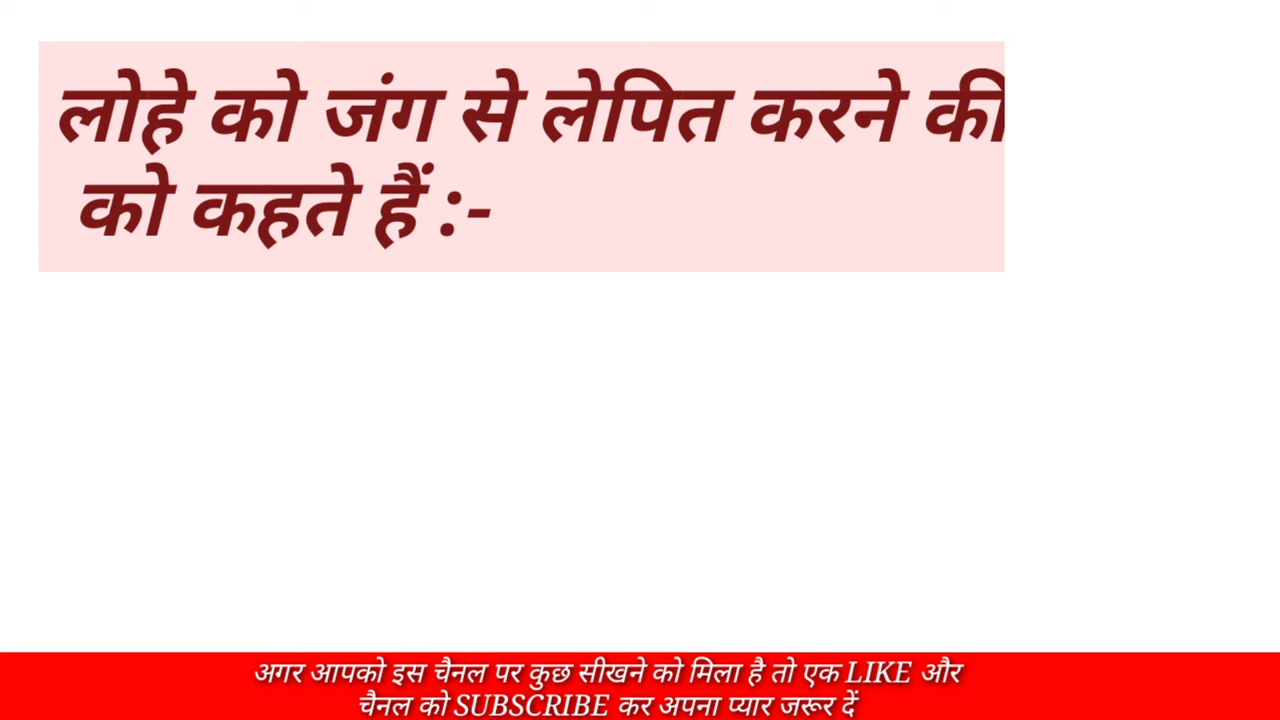 लोहे को जंग से लेपित करने की
को कहते हैं :-
अगर आपको इस चैनल पर कुछ सीखने को मिला है तो एक LIKE और
चैनल को SUBSCRIBE कर अपना प्यार जरूर दें